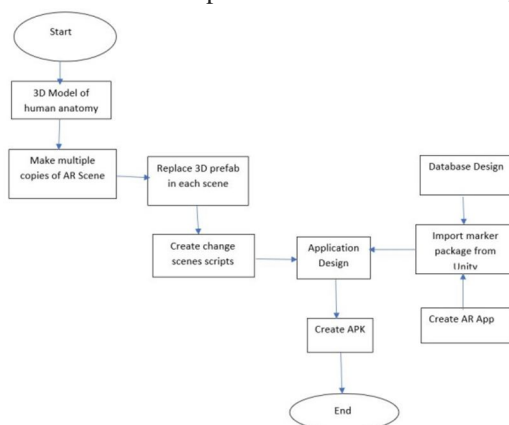 Start
3D Model of
human anatomy
Make multiple
copies of AR Scene
Replace 3D prefab
in each scene
Create change
scenes scripts
Database Design
Import marker
package from
Unity
Application
Design
Create AR App
Create APK
End